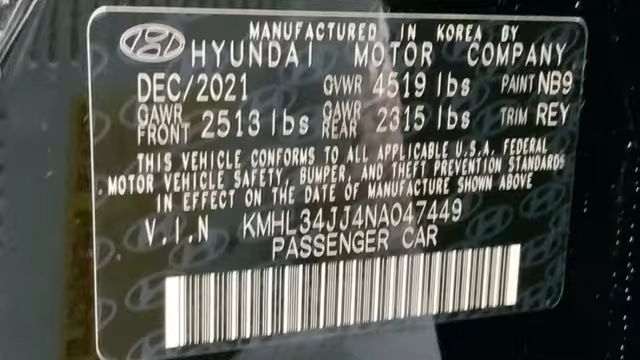 MANUFACTURED IN KOREA BY
HYUNDAI MOTOR COMPANY
DEC/2021 GVWR 4519 lbs PAINT NB9
GAWR FRONT 2513 lbs GAWR REAR 2315 lbs TRIM REY
THIS VEHICLE CONFORMS TO ALL APPLICABLE U.S.A. FEDERAL
MOTOR VEHICLE SAFETY, BUMPER, AND THEFT PREVENTION STANDARDS
IN EFFECT ON THE DATE OF MANUFACTURE SHOWN ABOVE
V.I.N KMHL34JJ4NA047449
PASSENGER CAR